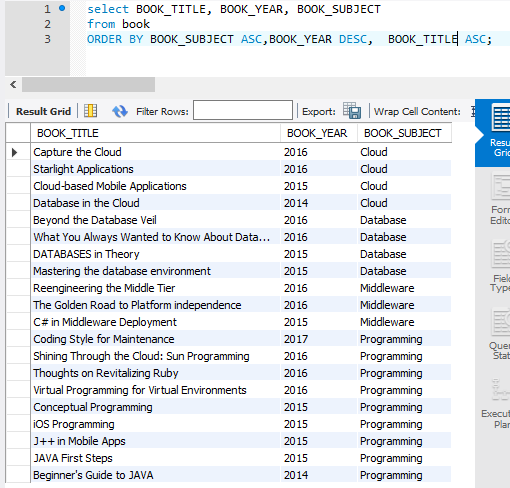 1 select BOOK_TITLE, BOOK_YEAR, BOOK_SUBJECT
2 from book
3 ORDER BY BOOK_SUBJECT ASC,BOOK_YEAR DESC,  BOOK_TITLE ASC;
Result Grid Filter Rows: Export: Wrap Cell Content:
BOOK_TITLE BOOK_YEAR BOOK_SUBJECT
Capture the Cloud 2016 Cloud
Starlight Applications 2016 Cloud
Cloud-based Mobile Applications 2015 Cloud
Database in the Cloud 2014 Cloud
Beyond the Database Veil 2016 Database
What You Always Wanted to Know About Data... 2016 Database
DATABASES in Theory 2015 Database
Mastering the database environment 2015 Database
Reengineering the Middle Tier 2016 Middleware
The Golden Road to Platform independence 2016 Middleware
C# in Middleware Deployment 2015 Middleware
Coding Style for Maintenance 2017 Programming
Shining Through the Cloud: Sun Programming 2016 Programming
Thoughts on Revitalizing Ruby 2016 Programming
Virtual Programming for Virtual Environments 2016 Programming
Conceptual Programming 2015 Programming
iOS Programming 2015 Programming
J++ in Mobile Apps 2015 Programming
JAVA First Steps 2015 Programming
Beginner's Guide to JAVA 2014 Programming
Resu
Grid
Form
Editor
Field
Type
Quer
Stat
Execut
Plan